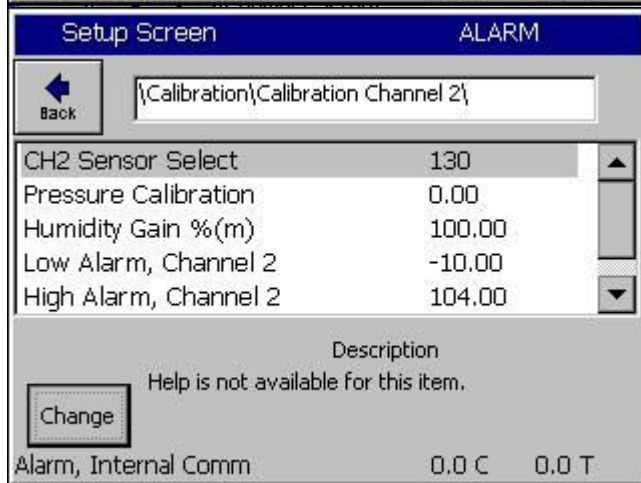 Setup Screen ALARM
Back
\Calibration\Calibration Channel 2\
CH2 Sensor Select 130
Pressure Calibration 0.00
Humidity Gain %(m) 100.00
Low Alarm, Channel 2 -10.00
High Alarm, Channel 2 104.00
Description
Help is not available for this item.
Change
Alarm, Internal Comm 0.0 C 0.0 T